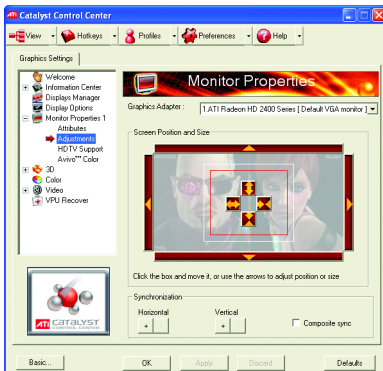 ATI Catalyst Control Center
View
Hotkeys
Profiles
Preferences
Help
Graphics Settings
Welcome
Information Center
Displays Manager
Display Options
Monitor Properties 1
Attributes
Adjustments
HDTV Support
Avivo™ Color
3D
Color
Video
VPU Recover
ATI CATALYST
CONTROL CENTER
Monitor Properties
Graphics Adapter :
1.ATI Radeon HD 2400 Series [ Default VGA monitor ]
Screen Position and Size
Click the box and move it, or use the arrows to adjust position or size
Synchronization
Horizontal
Vertical
+ -
+ -
Composite sync
Basic...
OK
Apply
Discard
Defaults